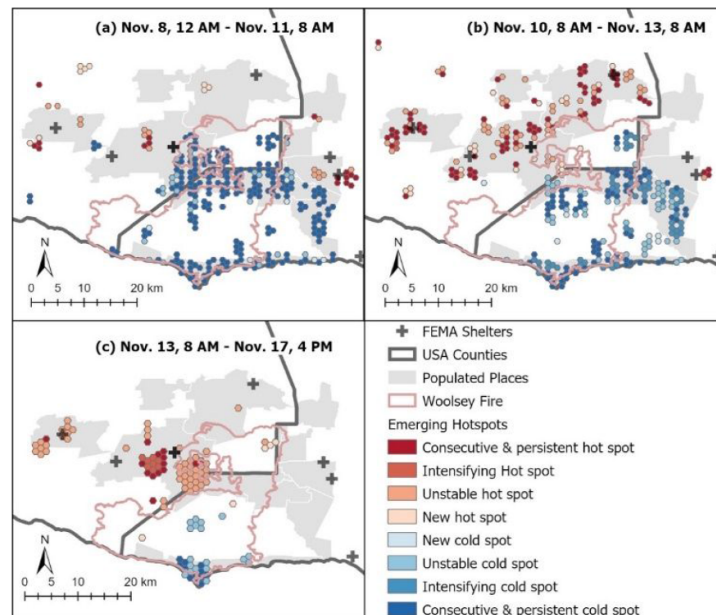 (a) Nov. 8, 12 AM - Nov. 11, 8 AM
N
0 5 10 20 km
(b) Nov. 10, 8 AM - Nov. 13, 8 AM
N
0 5 10 20 km
(c) Nov. 13, 8 AM - Nov. 17, 4 PM
N
0 5 10 20 km
FEMA Shelters
USA Counties
Populated Places
Woolsey Fire
Emerging Hotspots
Consecutive & persistent hot spot
Intensifying Hot spot
Unstable hot spot
New hot spot
New cold spot
Unstable cold spot
Intensifying cold spot
Consecutive & persistent cold spot